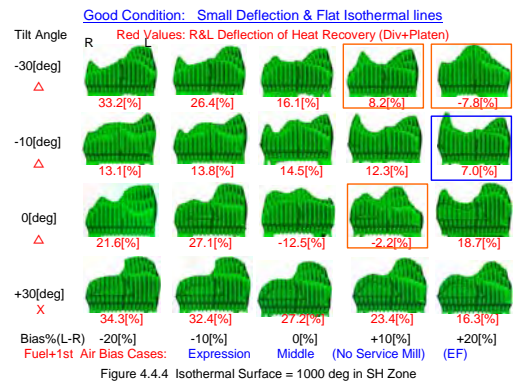 Good Condition: Small Deflection & Flat Isothermal lines
Tilt Angle
Red Values: R&L Deflection of Heat Recovery (Div+Platen)
R L
-30[deg]
△
33.2[%] 26.4[%] 16.1[%] 8.2[%] -7.8[%]
-10[deg]
△
13.1[%] 13.8[%] 14.5[%] 12.3[%] 7.0[%]
0[deg]
△
21.6[%] 27.1[%] -12.5[%] -2.2[%] 18.7[%]
+30[deg]
X
34.3[%] 32.4[%] 27.2[%] 23.4[%] 16.3[%]
Bias%(L-R) -20[%] -10[%] 0[%] +10[%] +20[%]
Fuel+1st Air Bias Cases: Expression Middle (No Service Mill) (EF)
Figure 4.4.4 Isothermal Surface = 1000 deg in SH Zone